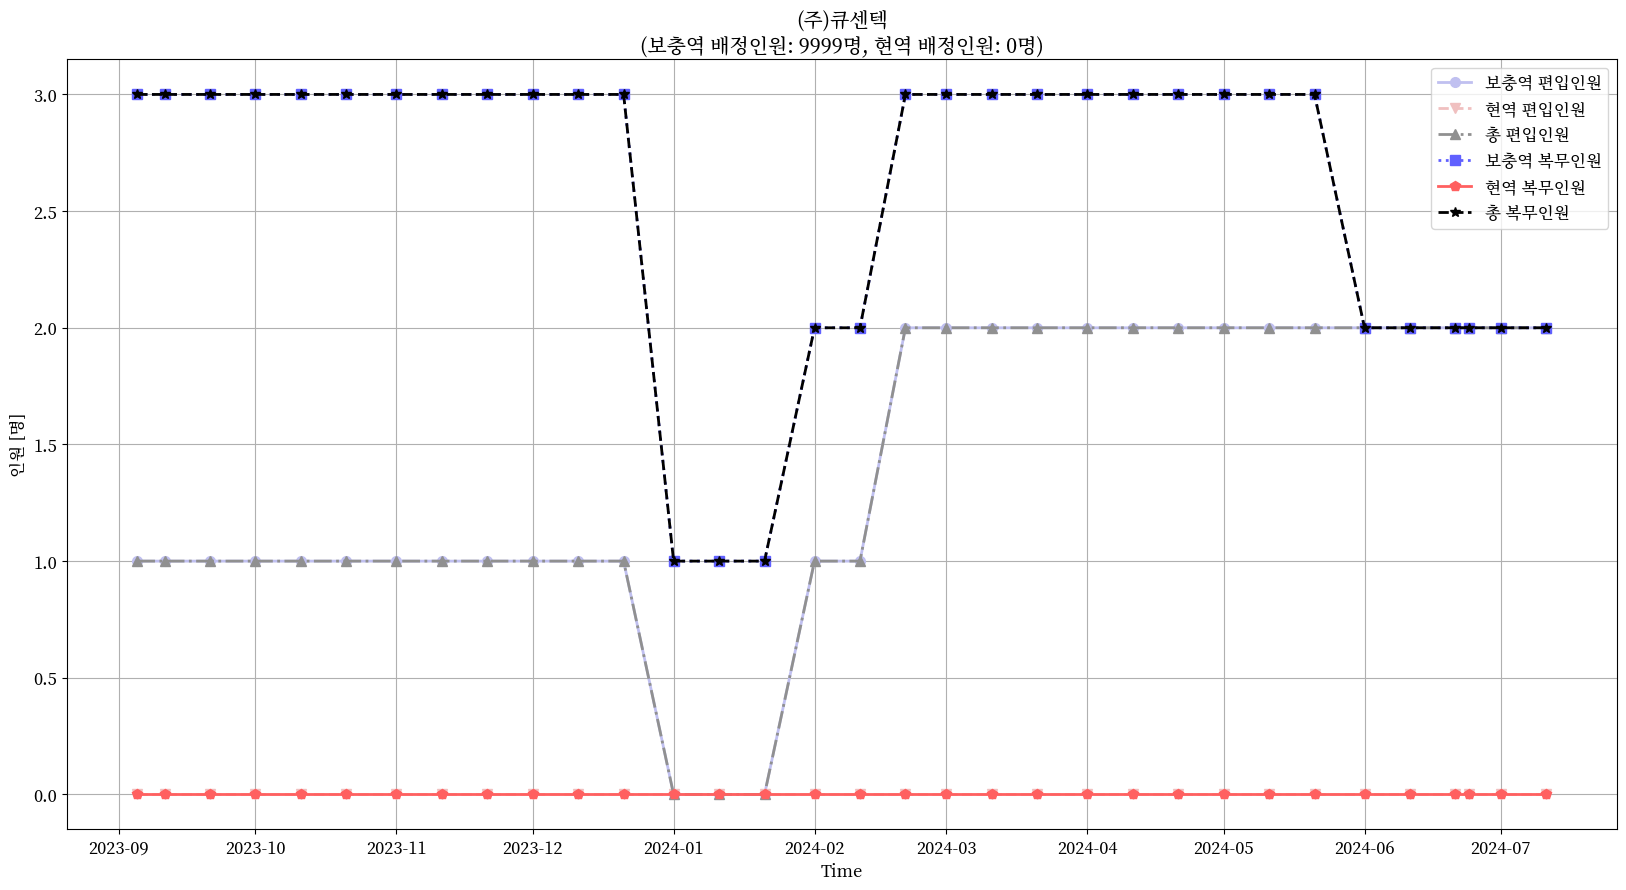 (주)큐센텍
(보충역 배정인원: 9999명, 현역 배정인원: 0명)
보충역 편입인원
현역 편입인원
총 편입인원
보충역 복무인원
현역 복무인원
총 복무인원
인원 [명]
3.0
2.5
2.0
1.5
1.0
0.5
0.0
2023-09 2023-10 2023-11 2023-12 2024-01 2024-02 2024-03 2024-04 2024-05 2024-06 2024-07
Time